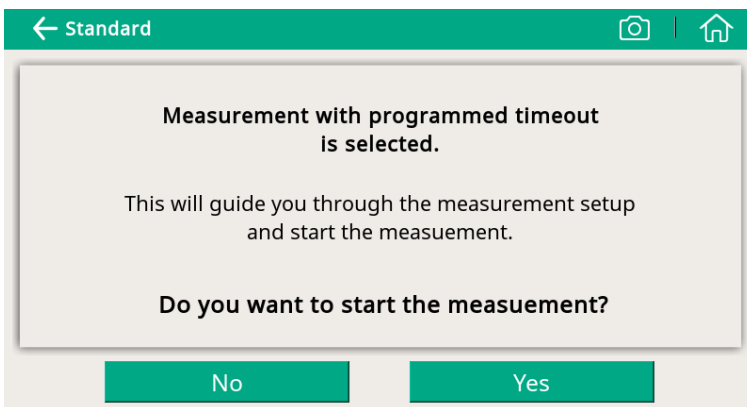 Standard
Measurement with programmed timeout
is selected.
This will guide you through the measurement setup
and start the measuement.
Do you want to start the measuement?
No
Yes